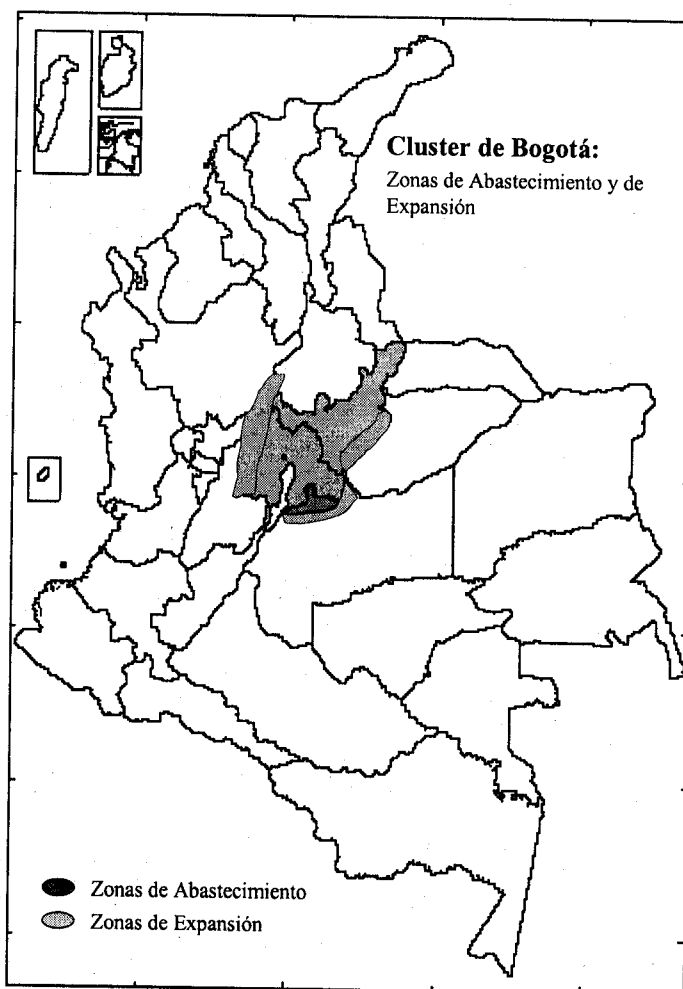 Cluster de Bogotá:
Zonas de Abastecimiento y de
Expansión
Zonas de Abastecimiento
Zonas de Expansión